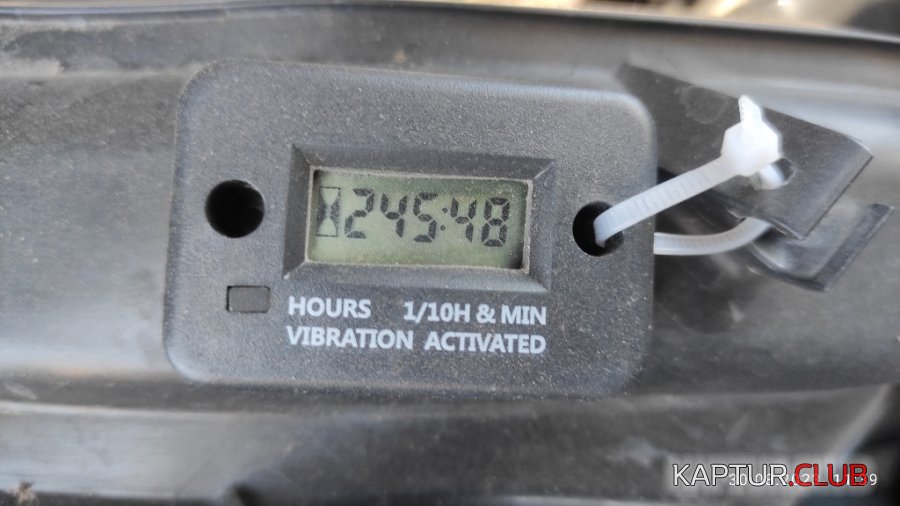 245:48
HOURS 1/10H & MIN
VIBRATION ACTIVATED
KAPTUR.CLUB